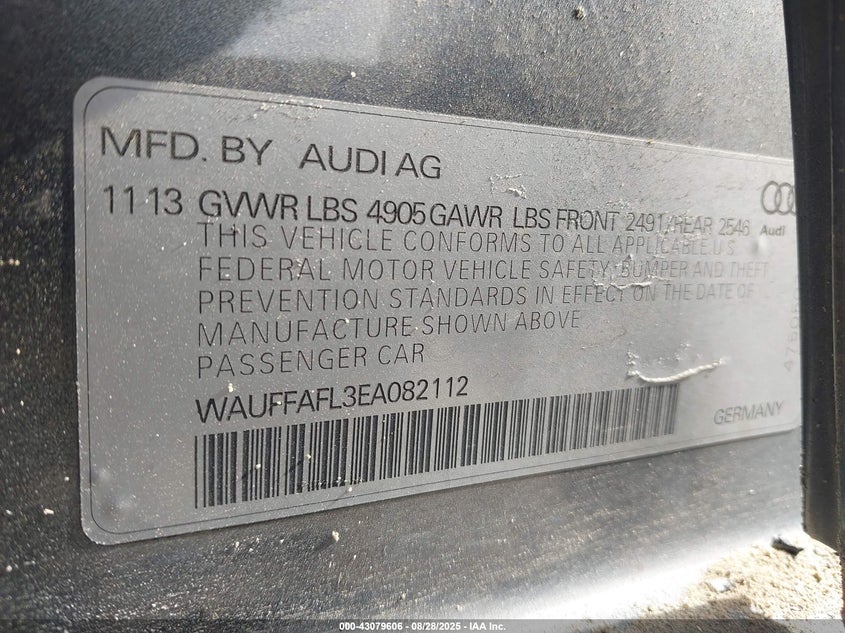 MFD. BY AUDI AG
11 13 GVWR LBS 4905 GAWR LBS FRONT 2491/REAR 2546
Audi
THIS VEHICLE CONFORMS TO ALL APPLICABLE U.S
FEDERAL MOTOR VEHICLE SAFETY, BUMPER AND THEFT
PREVENTION STANDARDS IN EFFECT ON THE DATE OF
MANUFACTURE SHOWN ABOVE
PASSENGER CAR
WAUFFAFL3EA082112
GERMANY
000-43079606 - 08/28/2025 - IAA Inc.